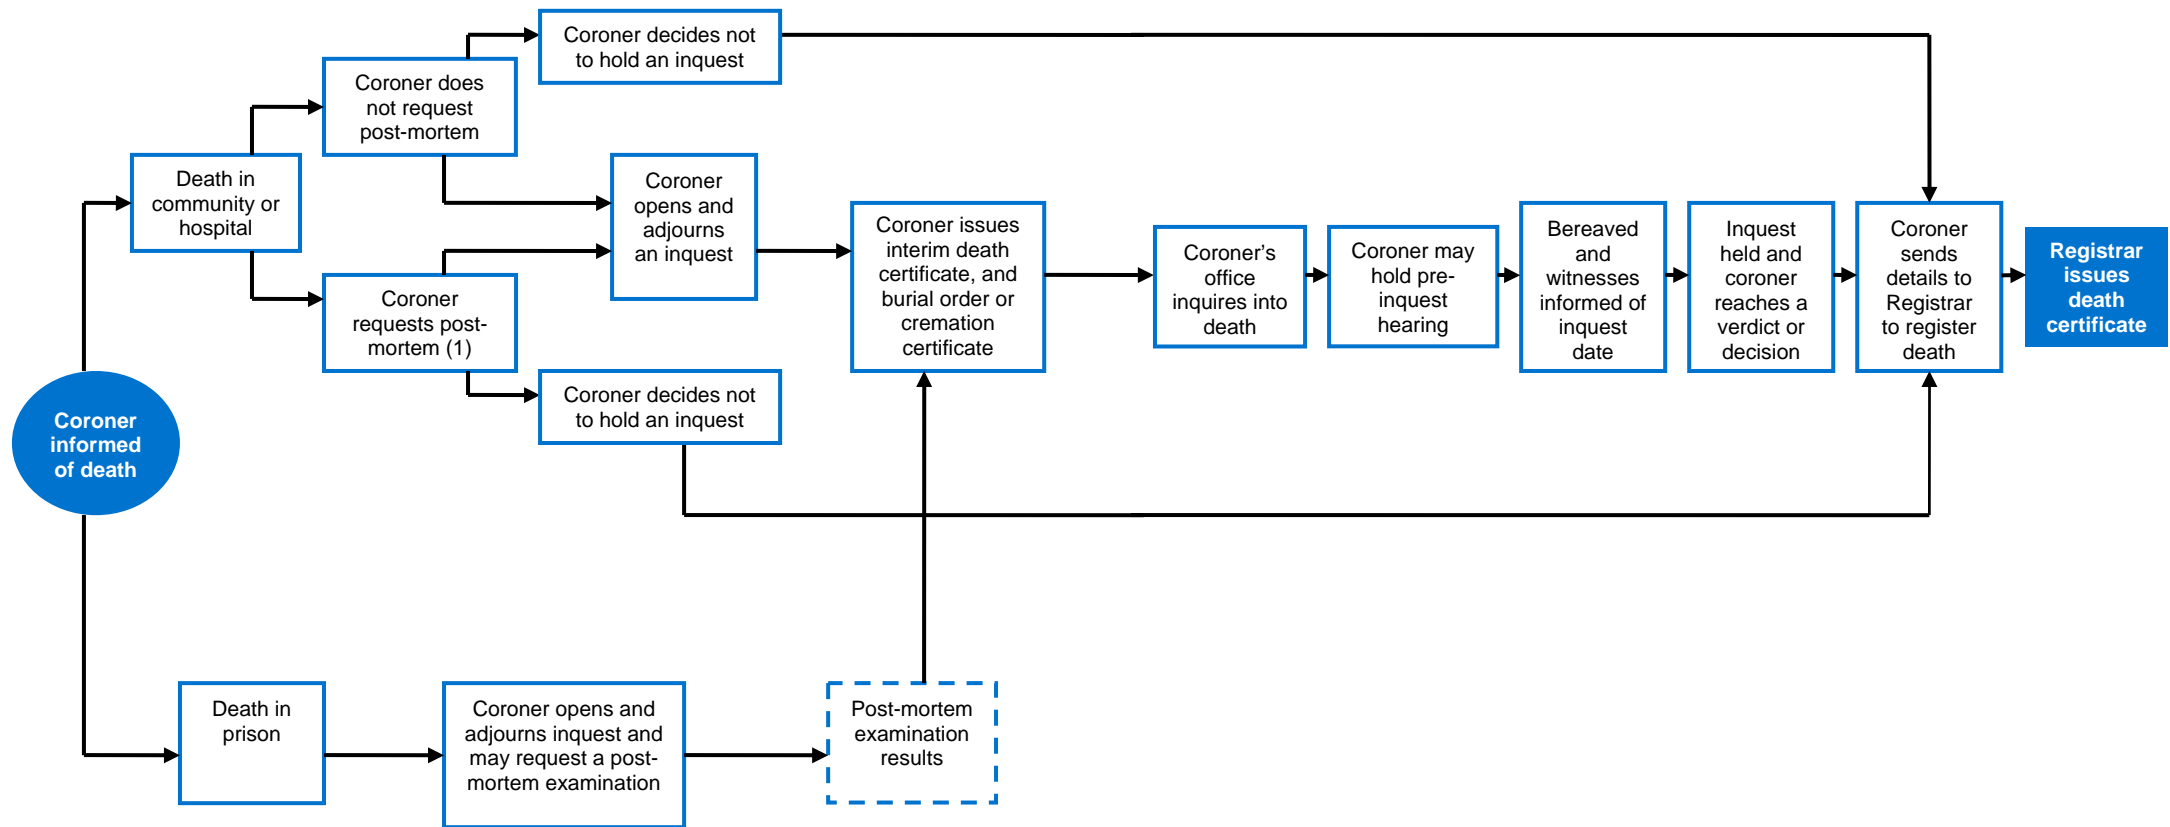 Coroner decides not
to hold an inquest
Coroner does
not request
post-mortem
Death in
community or
hospital
Coroner
opens and
adjourns
an inquest
Coroner
requests post-
mortem (1)
Coroner decides not
to hold an inquest
Coroner issues
interim death
certificate, and
burial order or
cremation
certificate
Coroner’s
office
inquires into
death
Coroner may
hold pre-
inquest
hearing
Bereaved
and
witnesses
informed of
inquest
date
Inquest
held and
coroner
reaches a
verdict or
decision
Coroner
sends
details to
Registrar
to register
death
Registrar
issues
death
certificate
Coroner
informed
of death
Death in
prison
Coroner opens and
adjourns inquest and
may request a post-
mortem examination
Post-mortem
examination
results